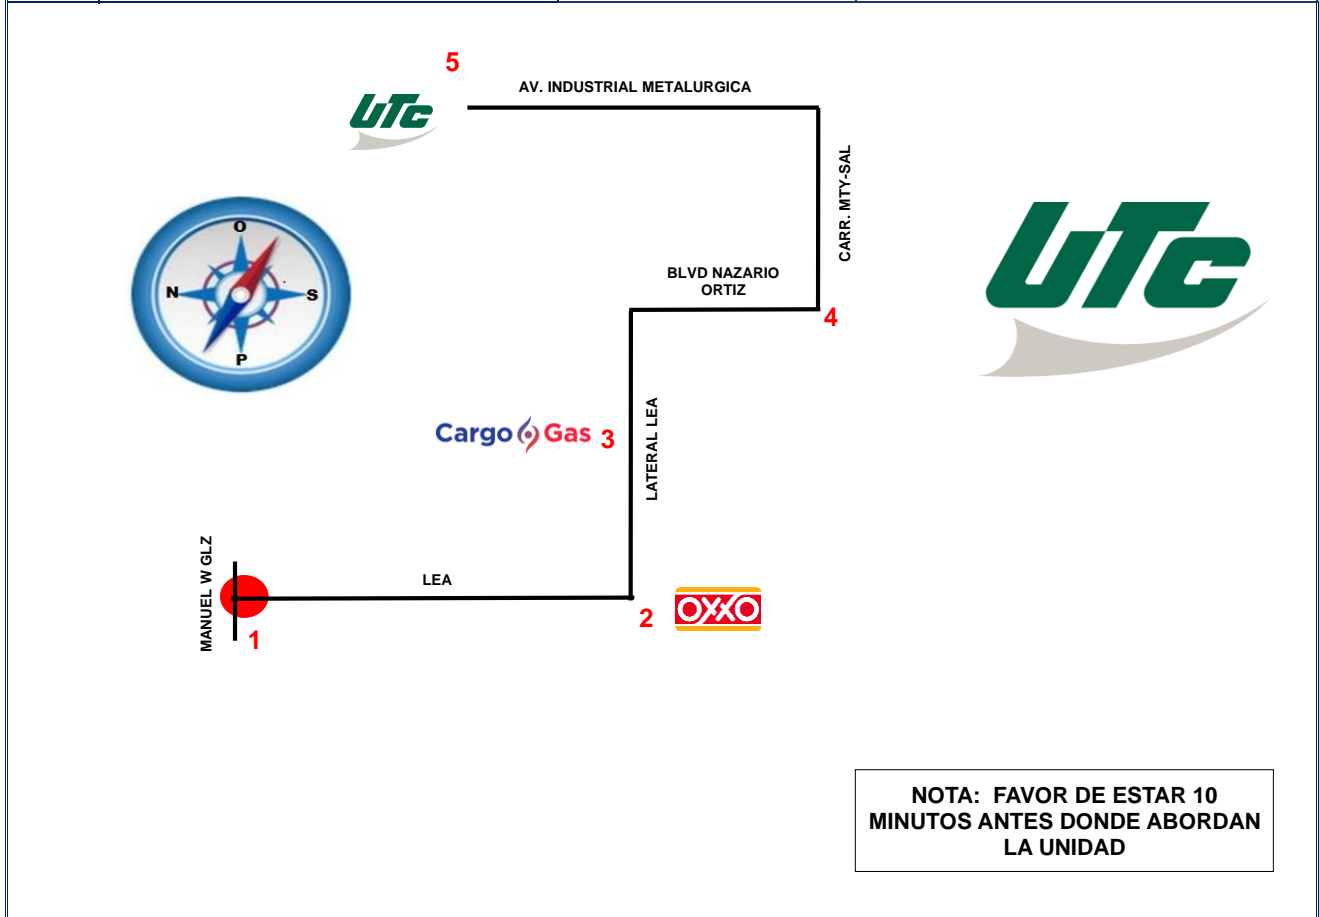 5
AV. INDUSTRIAL METALURGICA
UTC
CARR. MTY-SAL
O
N
S
P
UTC
BLVD NAZARIO
ORTIZ
4
LATERAL LEA
Cargo Gas
3
MANUEL W GLZ
LEA
1
2
OXXO
NOTA: FAVOR DE ESTAR 10
MINUTOS ANTES DONDE ABORDAN
LA UNIDAD